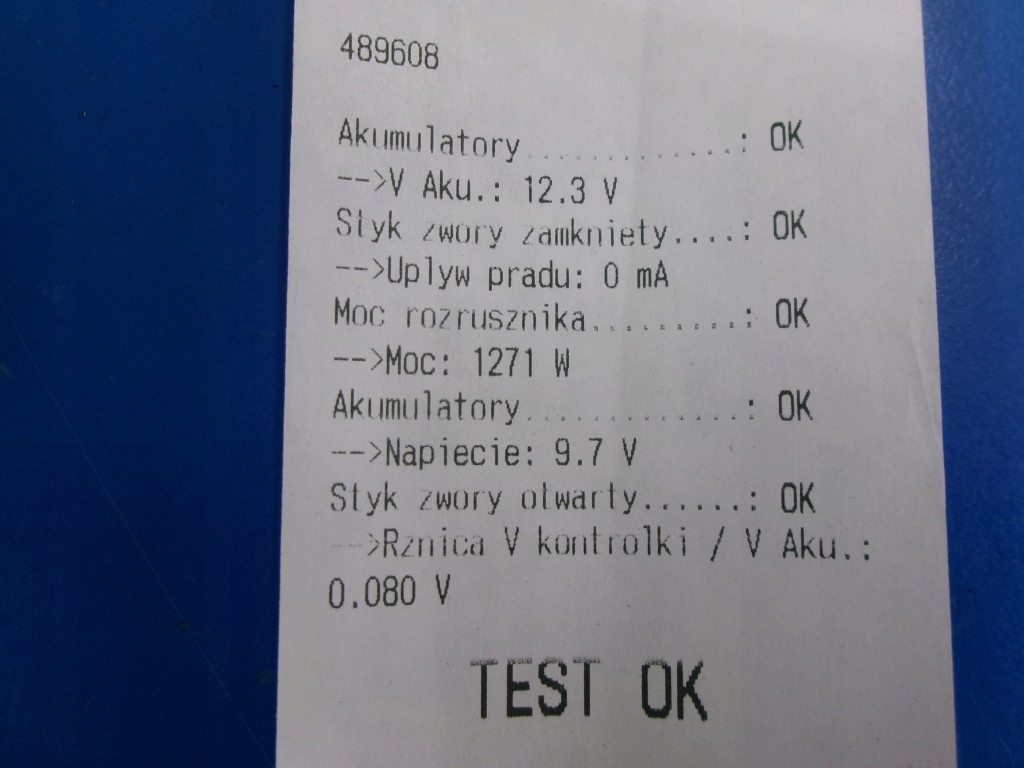 489608
Akumulatory.............: OK
-->V Aku.: 12.3 V
Styk zwory zamkniety....: OK
-->Uplyw pradu: 0 mA
Moc rozrusznika.........: OK
-->Moc: 1271 W
Akumulatory.............: OK
-->Napiecie: 9.7 V
Styk zwory otwarty......: OK
-->Rznica V kontrolki / V Aku.:
0.080 V
TEST OK